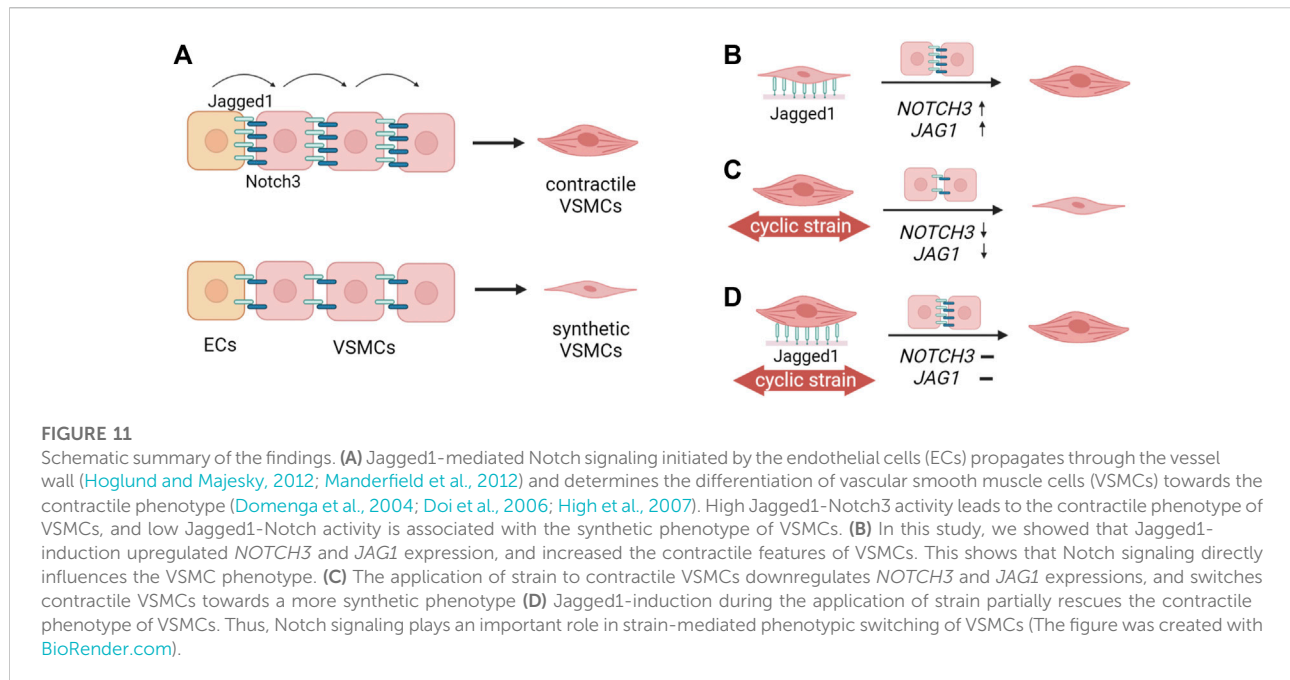 A
Jagged1
Notch3
contractile
VSMCs
ECs
VSMCs
synthetic
VSMCs
B
Jagged1
NOTCH3 ↑
JAG1 ↑
C
cyclic strain
NOTCH3 ↓
JAG1 ↓
D
Jagged1
cyclic strain
NOTCH3 –
JAG1 –
FIGURE 11
Schematic summary of the findings. (A) Jagged1-mediated Notch signaling initiated by the endothelial cells (ECs) propagates through the vessel
wall (Hoglund and Majesky, 2012; Manderfield et al., 2012) and determines the differentiation of vascular smooth muscle cells (VSMCs) towards the
contractile phenotype (Domenga et al., 2004; Doi et al., 2006; High et al., 2007). High Jagged1-Notch3 activity leads to the contractile phenotype of
VSMCs, and low Jagged1-Notch activity is associated with the synthetic phenotype of VSMCs. (B) In this study, we showed that Jagged1-
induction upregulated NOTCH3 and JAG1 expression, and increased the contractile features of VSMCs. This shows that Notch signaling directly
influences the VSMC phenotype. (C) The application of strain to contractile VSMCs downregulates NOTCH3 and JAG1 expressions, and switches
contractile VSMCs towards a more synthetic phenotype (D) Jagged1-induction during the application of strain partially rescues the contractile
phenotype of VSMCs. Thus, Notch signaling plays an important role in strain-mediated phenotypic switching of VSMCs (The figure was created with
BioRender.com).